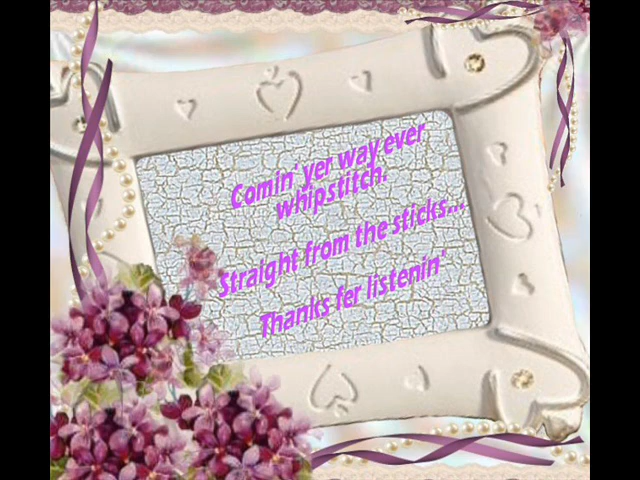 Comin' yer way ever
whipstitch.
Straight from the sticks...
Thanks fer listenin'